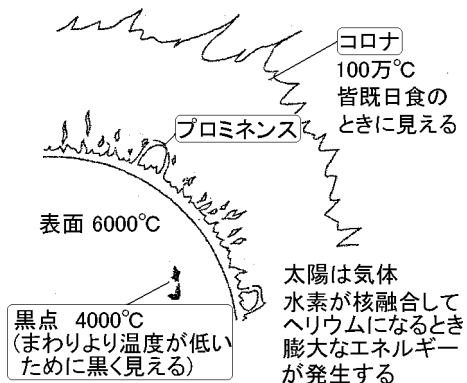 コロナ
100万℃
皆既日食の
ときに見える
プロミネンス
表面 6000℃
黒点 4000℃
(まわりより温度が低い
ために黒く見える)
太陽は気体
水素が核融合して
ヘリウムになるとき
膨大なエネルギー
が発生する